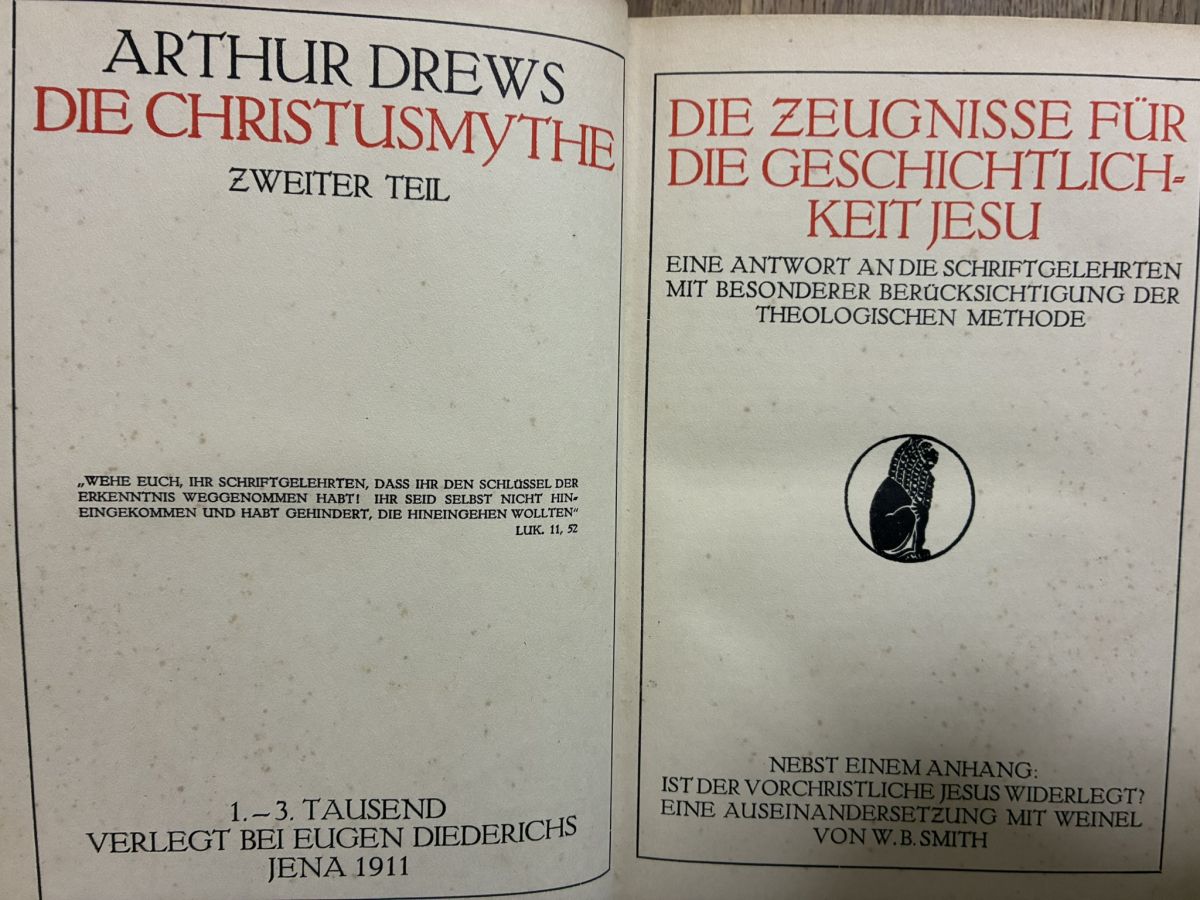 ARTHUR DREWS
DIE CHRISTUSMYTHE
ZWEITER TEIL
„WEHE EUCH, IHR SCHRIFTGELEHRTEN, DASS IHR DEN SCHLÜSSEL DER
ERKENNTNIS WEGGENOMMEN HABT! IHR SEID SELBST NICHT HIN-
EINGEKOMMEN UND HABT GEHINDERT, DIE HINEINGEHEN WOLLTEN“
LUK. 11, 52
1.–3. TAUSEND
VERLEGT BEI EUGEN DIEDERICHS
JENA 1911
DIE ZEUGNISSE FÜR
DIE GESCHICHTLICH-
KEIT JESU
EINE ANTWORT AN DIE SCHRIFTGELEHRTEN
MIT BESONDERER BERÜCKSICHTIGUNG DER
THEOLOGISCHEN METHODE
NEBST EINEM ANHANG:
IST DER VORCHRISTLICHE JESUS WIDERLEGT?
EINE AUSEINANDERSETZUNG MIT WEINEL
VON W. B. SMITH